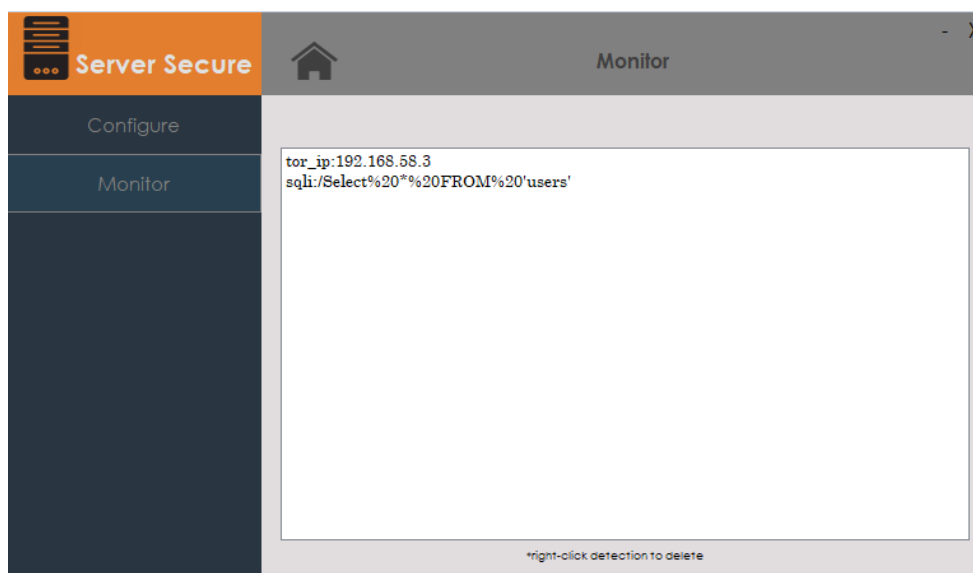 Server Secure
Monitor
-
Configure
Monitor
tor_ip:192.168.58.3
sqli:/Select%20*%20FROM%20'users'
*right-click detection to delete